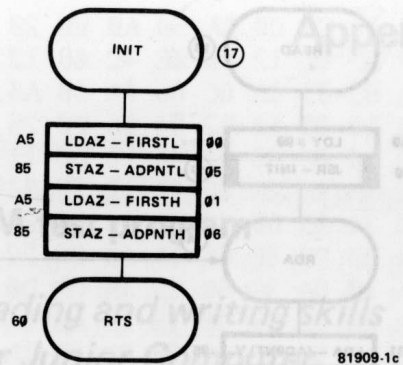 INIT
17
A5 LDAZ – FIRSTL 00
85 STAZ – ADPNTL 05
A5 LDAZ – FIRSTH 01
85 STAZ – ADPNTH 06
60 RTS
81909-1c